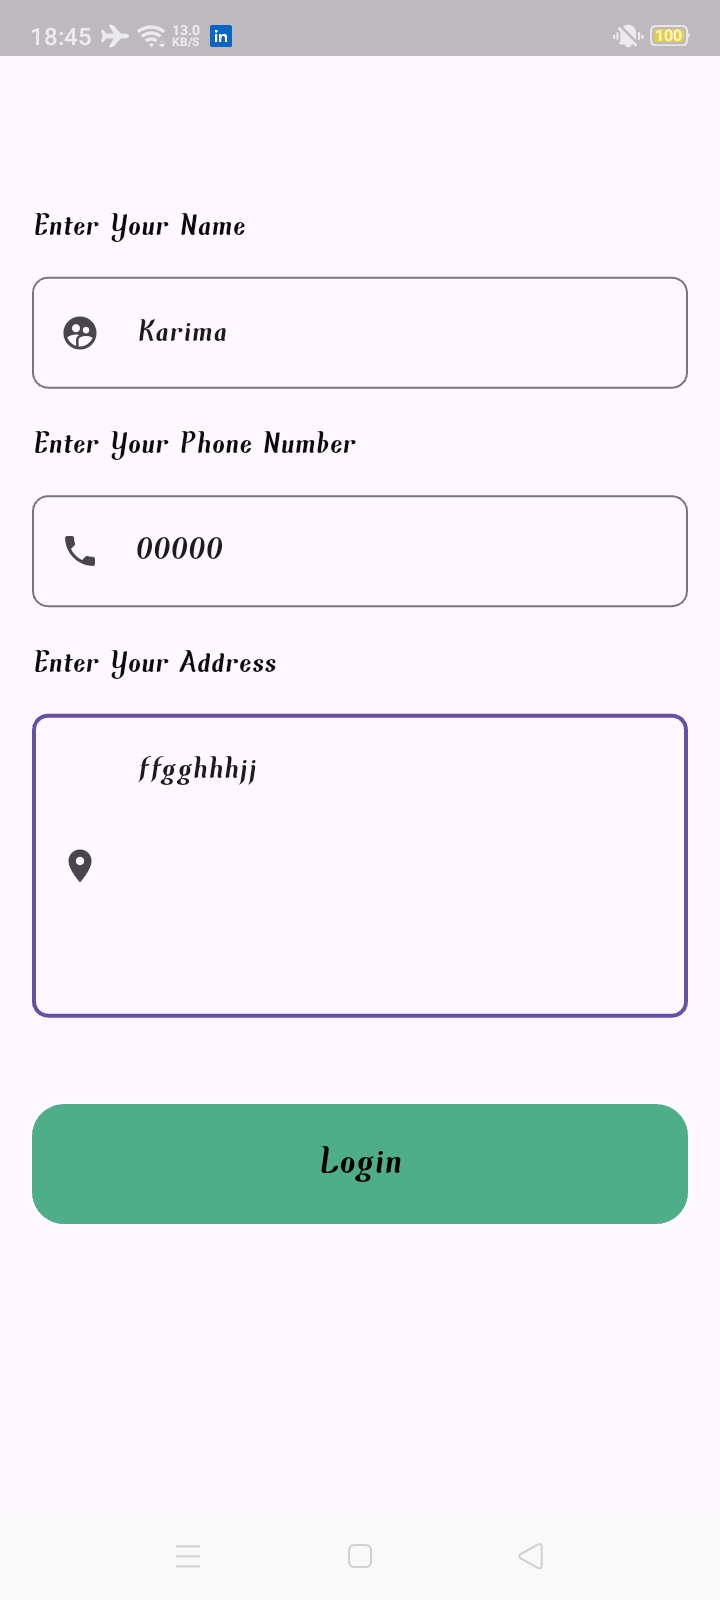 18:45 13.0 KB/S in 100
Enter Your Name
Karima
Enter Your Phone Number
00000
Enter Your Address
ffgghhhjj
Login